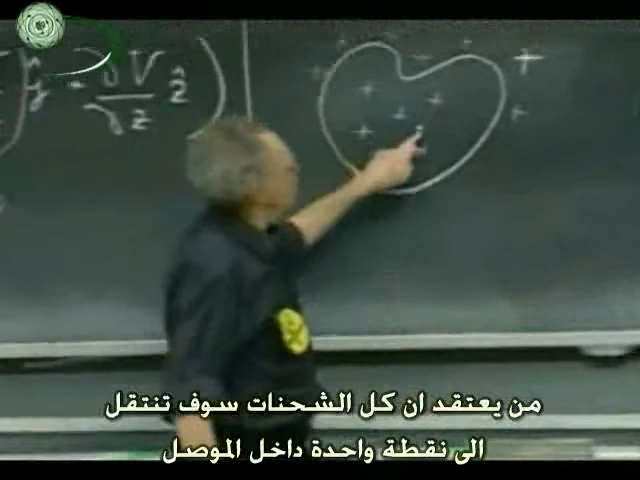 ŷ - ∂V/∂z ẑ )
+ + +
+ + +
+ +
من يعتقد ان كل الشحنات سوف تنتقل
الى نقطة واحدة داخل الموصل